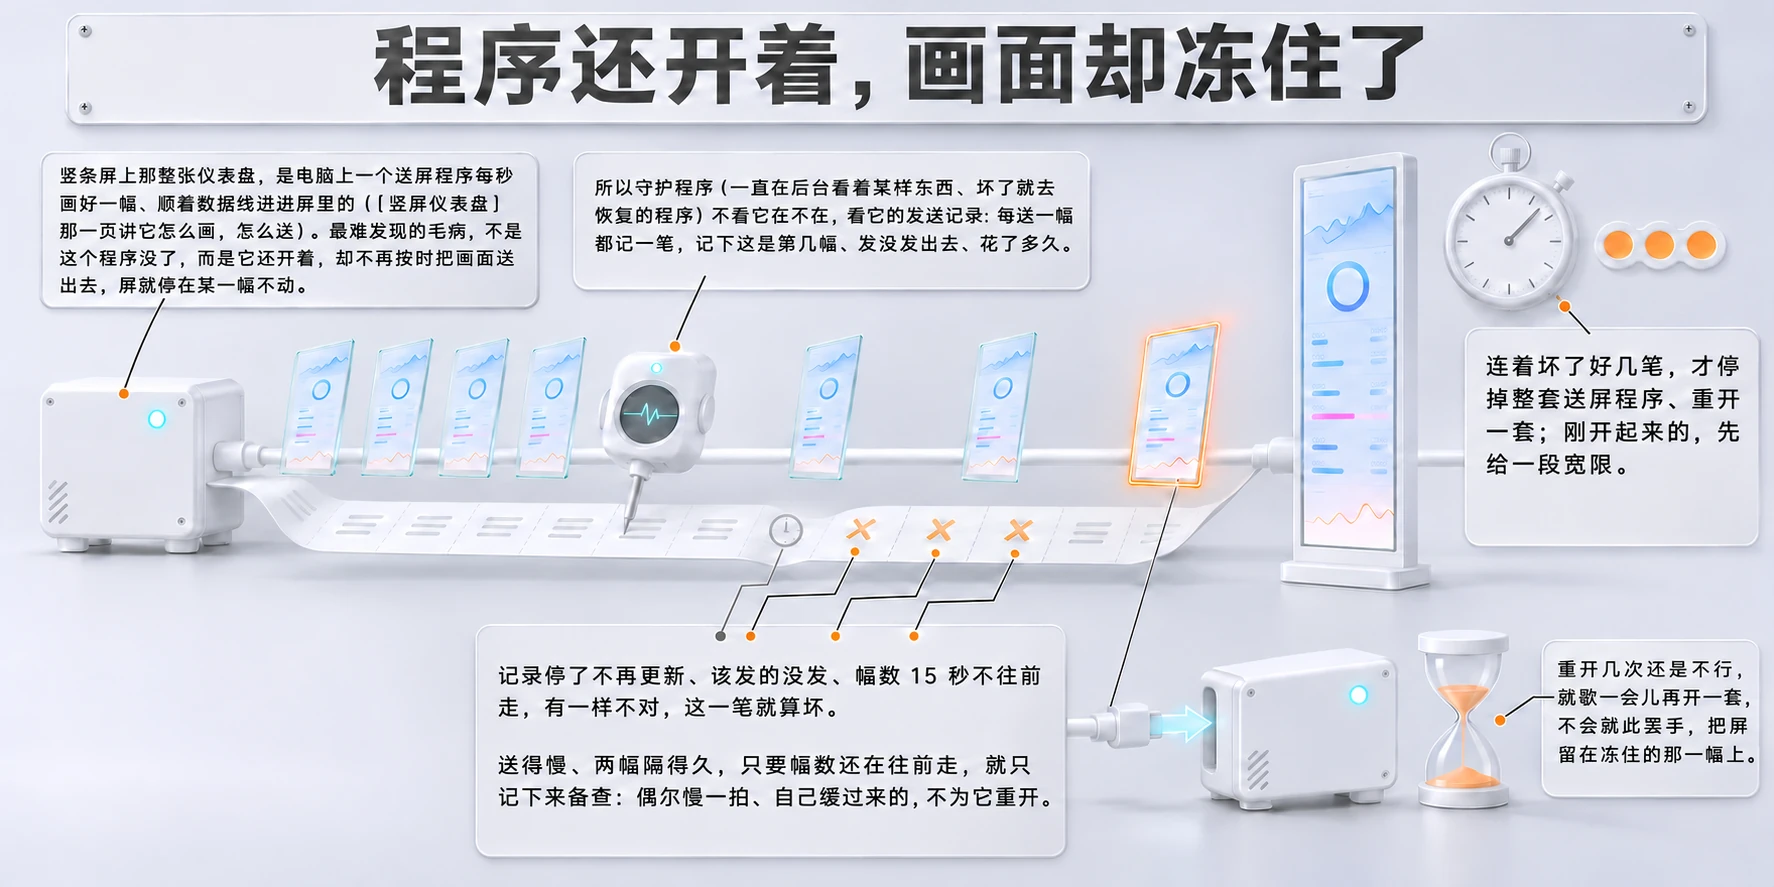 程序还开着，画面却冻住了
竖条屏上那整张仪表盘，是电脑上一个送屏程序每秒
画好一幅、顺着数据线进进屏里的（［竖屏仪表盘］
那一页讲它怎么画，怎么送）。最难发现的毛病，不是
这个程序没了，而是它还开着，却不再按时把画面送
出去，屏就停在某一幅不动。
所以守护程序（一直在后台看着某样东西、坏了就去
恢复的程序）不看它在不在，看它的发送记录：每送一幅
都记一笔，记下这是第几幅、发没发出去、花了多久。
连着坏了好几笔，才停
掉整套送屏程序、重开
一套；刚开起来的，先
给一段宽限。
记录停了不再更新、该发的没发、幅数 15 秒不往前
走，有一样不对，这一笔就算坏。
送得慢、两幅隔得久，只要幅数还在往前走，就只
记下来备查：偶尔慢一拍、自己缓过来的，不为它重开。
重开几次还是不行，
就歇一会儿再开一套，
不会就此罢手，把屏
留在冻住的那一幅上。